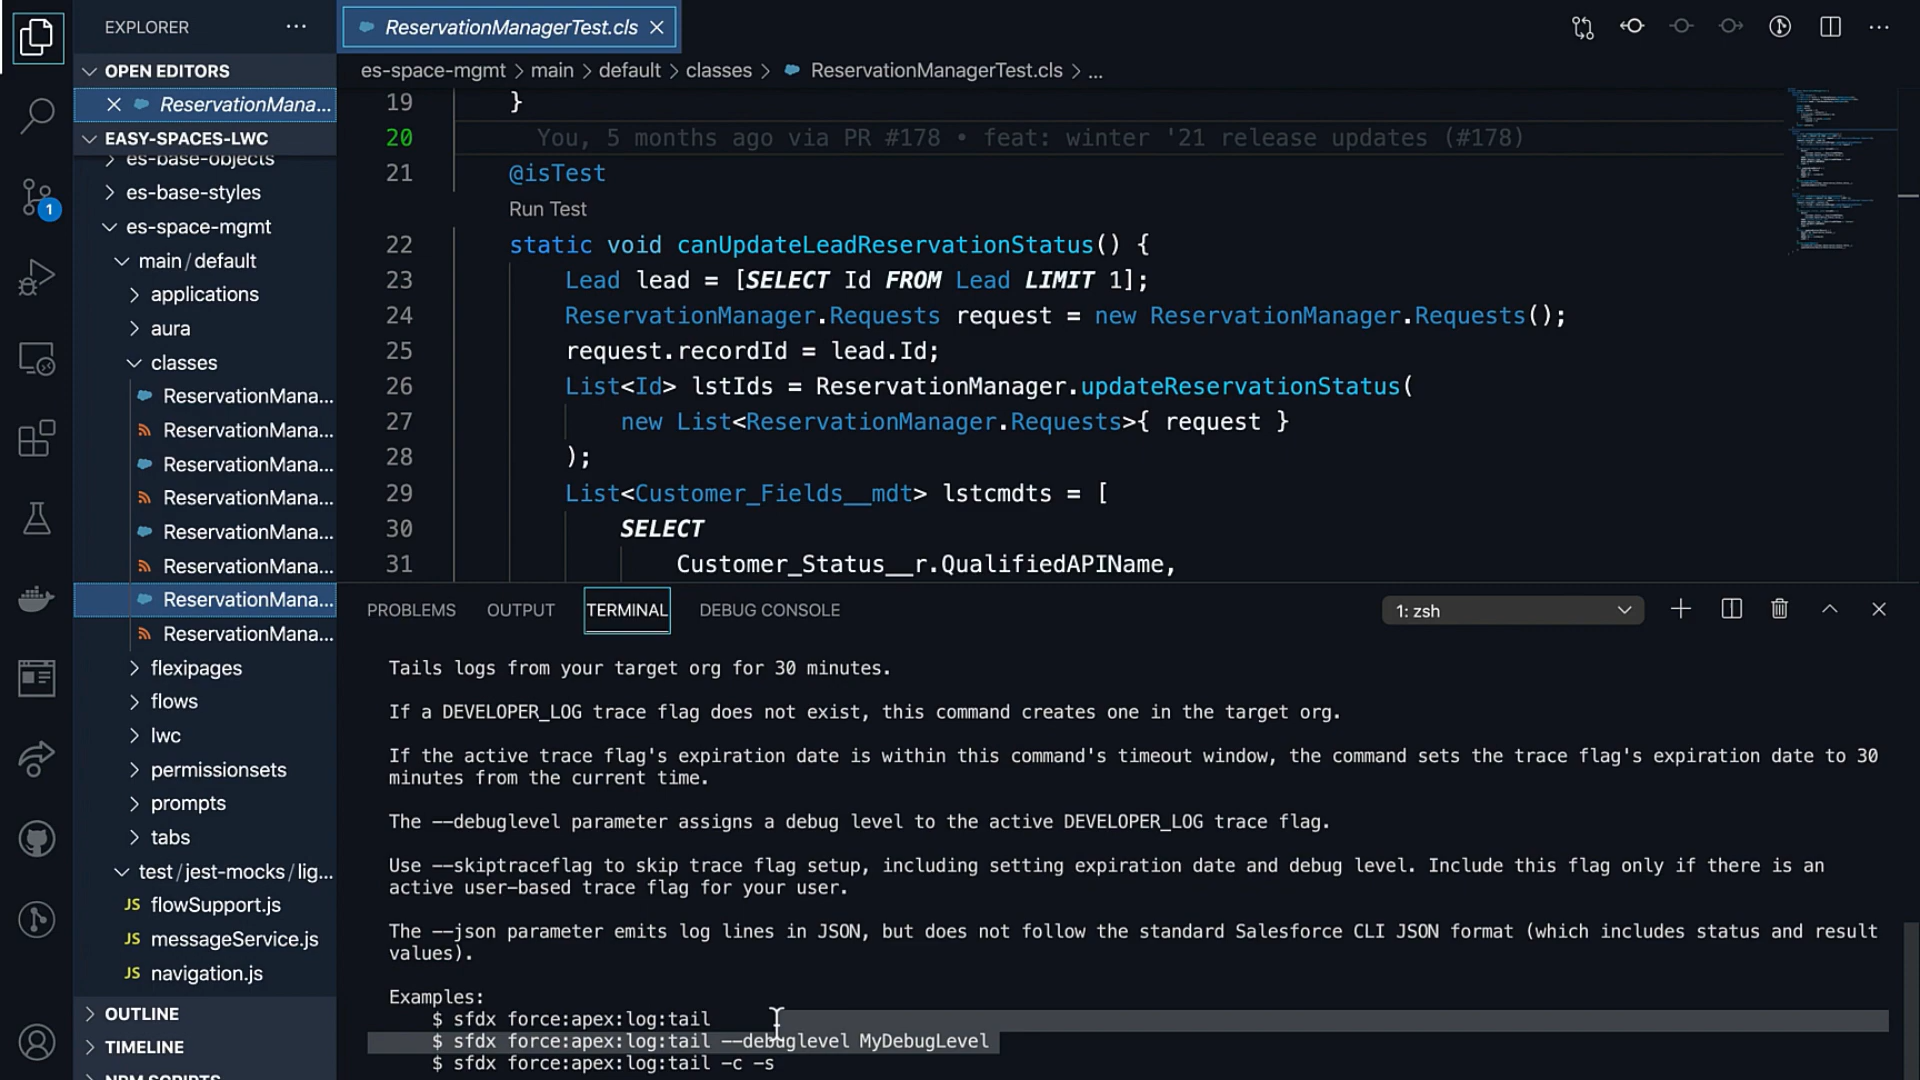 EXPLORER
OPEN EDITORS
ReservationMana...
EASY-SPACES-LWC
es-base-objects
es-base-styles
es-space-mgmt
main/default
applications
aura
classes
ReservationMana...
ReservationMana...
ReservationMana...
ReservationMana...
ReservationMana...
ReservationMana...
ReservationMana...
ReservationMana...
flexipages
flows
lwc
permissionsets
prompts
tabs
test/jest-mocks/lig...
JS flowSupport.js
JS messageService.js
JS navigation.js
OUTLINE
TIMELINE
NPM SCRIPTS
1
ReservationManagerTest.cls
es-space-mgmt > main > default > classes > ReservationManagerTest.cls > ...
19 }
20 You, 5 months ago via PR #178 • feat: winter '21 release updates (#178)
21 @isTest
Run Test
22 static void canUpdateLeadReservationStatus() {
23 Lead lead = [SELECT Id FROM Lead LIMIT 1];
24 ReservationManager.Requests request = new ReservationManager.Requests();
25 request.recordId = lead.Id;
26 List<Id> lstIds = ReservationManager.updateReservationStatus(
27 new List<ReservationManager.Requests>{ request }
28 );
29 List<Customer_Fields__mdt> lstcmdts = [
30 SELECT
31 Customer_Status__r.QualifiedAPIName,
PROBLEMS OUTPUT TERMINAL DEBUG CONSOLE 1: zsh
Tails logs from your target org for 30 minutes.
If a DEVELOPER_LOG trace flag does not exist, this command creates one in the target org.
If the active trace flag's expiration date is within this command's timeout window, the command sets the trace flag's expiration date to 30
minutes from the current time.
The --debuglevel parameter assigns a debug level to the active DEVELOPER_LOG trace flag.
Use --skiptraceflag to skip trace flag setup, including setting expiration date and debug level. Include this flag only if there is an
active user-based trace flag for your user.
The --json parameter emits log lines in JSON, but does not follow the standard Salesforce CLI JSON format (which includes status and result
values).
Examples:
$ sfdx force:apex:log:tail
$ sfdx force:apex:log:tail --debuglevel MyDebugLevel
$ sfdx force:apex:log:tail -c -s